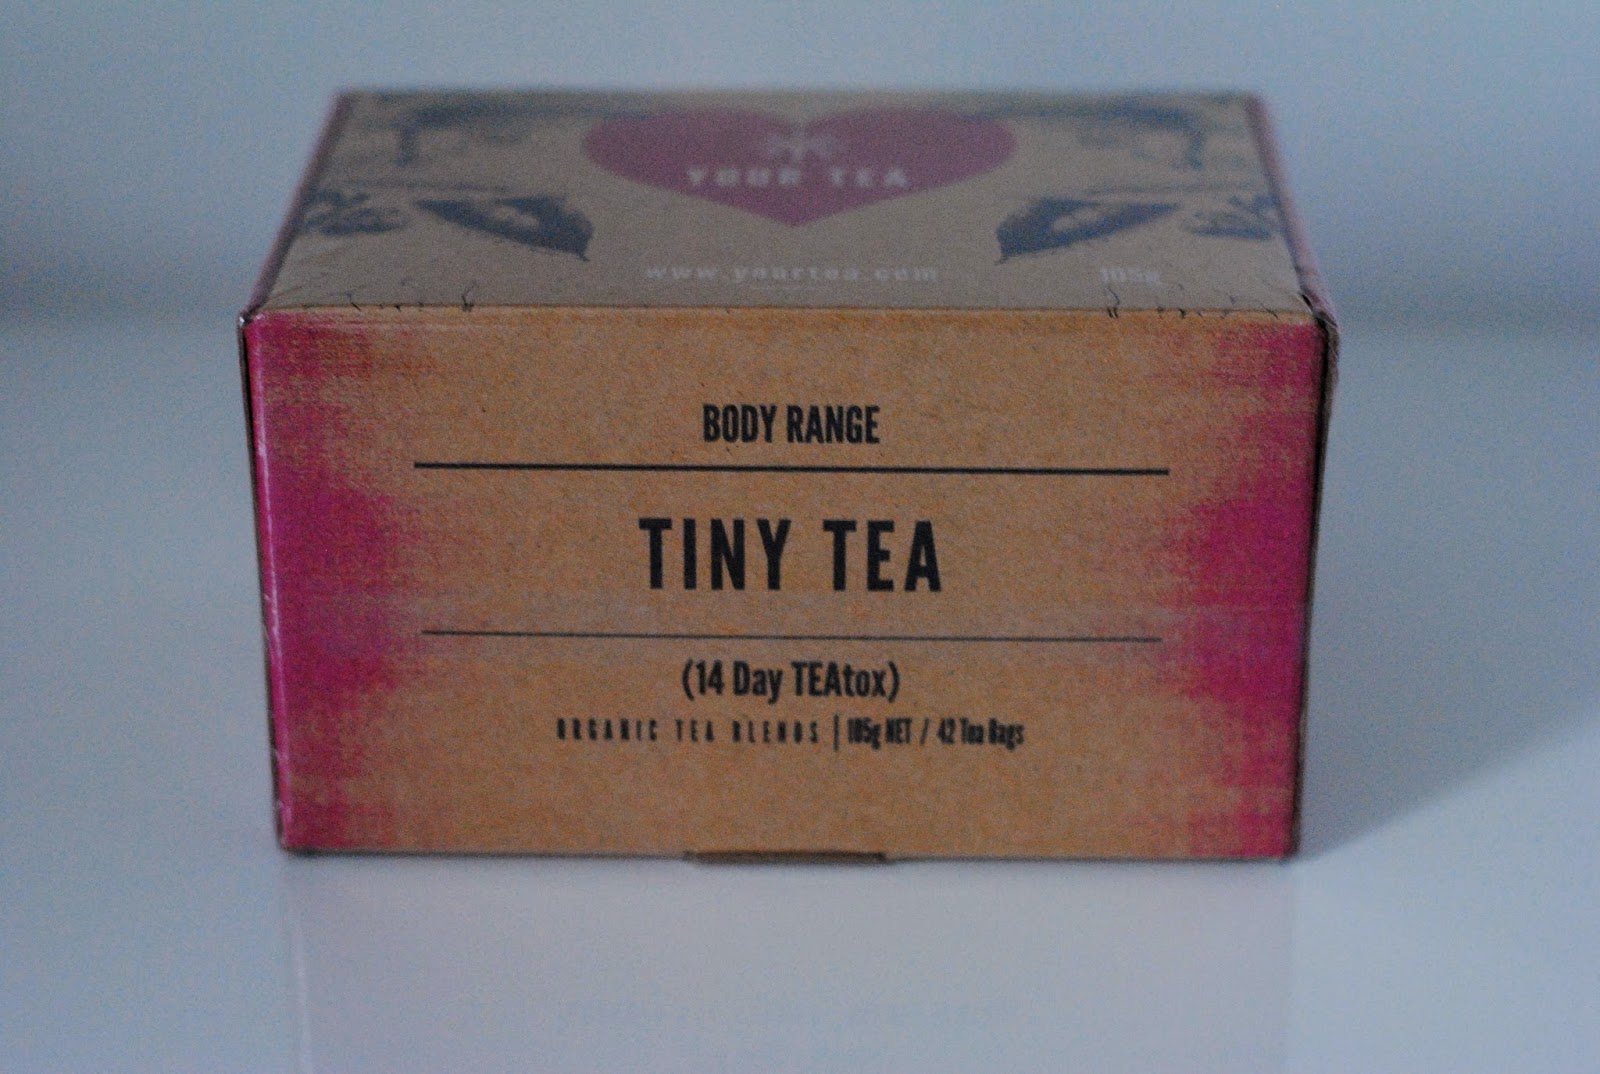 YOUR TEA
www.yourtea.com
105g
BODY RANGE
TINY TEA
(14 Day TEAtox)
ORGANIC TEA BLENDS | 105g NET / 42 Tea Bags